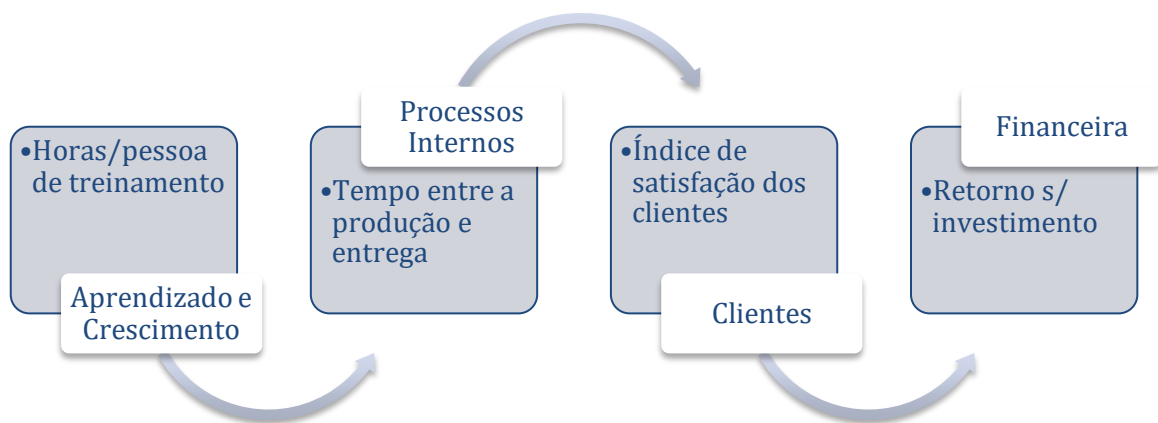 •Horas/pessoa
de treinamento
Aprendizado e
Crescimento
Processos
Internos
•Tempo entre a
produção e
entrega
•Índice de
satisfação dos
clientes
Clientes
Financeira
•Retorno s/
investimento